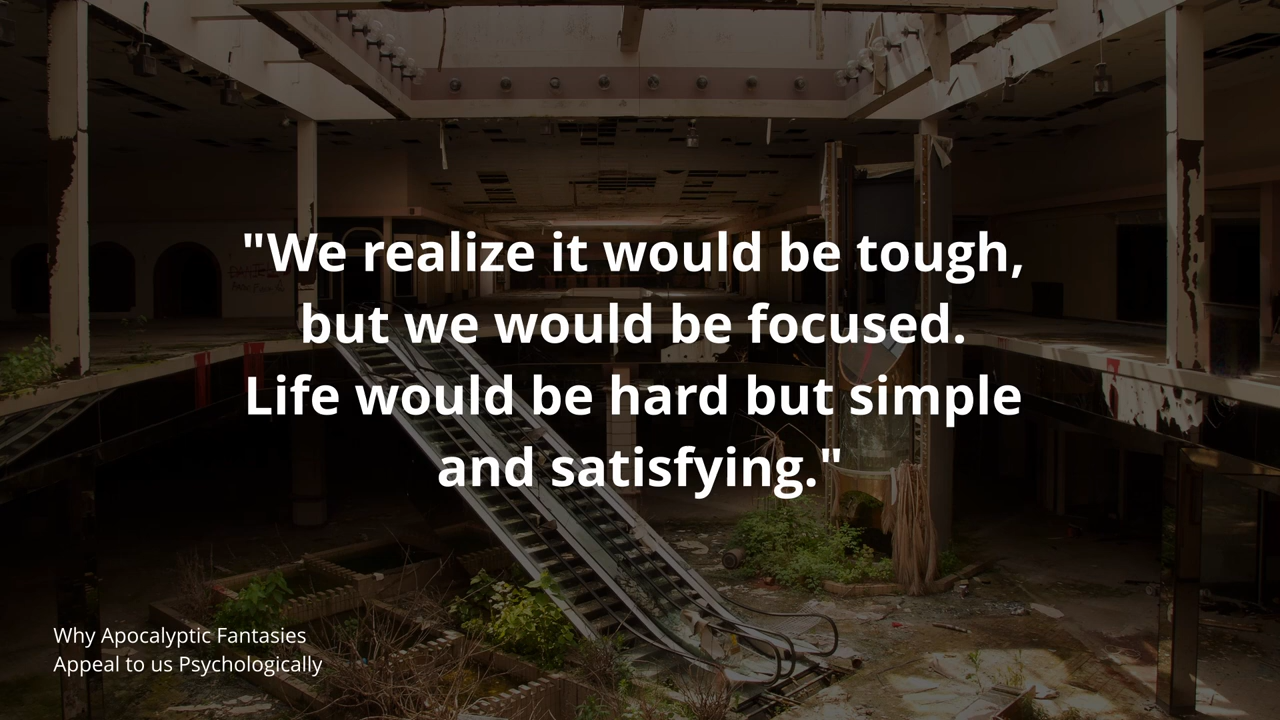 "We realize it would be tough,
but we would be focused.
Life would be hard but simple
and satisfying."
Why Apocalyptic Fantasies
Appeal to us Psychologically